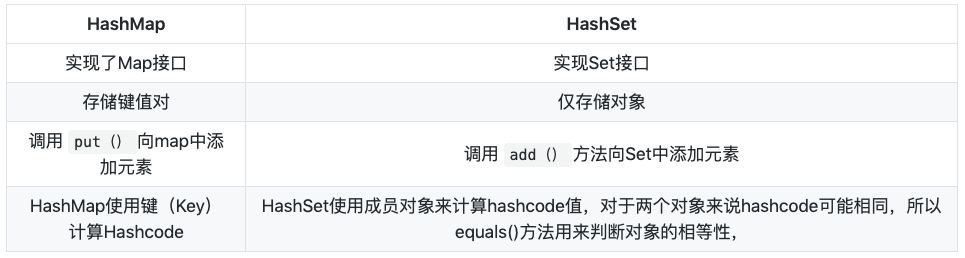 HashMap
HashSet
实现了Map接口
实现Set接口
存储键值对
仅存储对象
调用 put（） 向map中添
加元素
调用 add（） 方法向Set中添加元素
HashMap使用键（Key）
计算Hashcode
HashSet使用成员对象来计算hashcode值，对于两个对象来说hashcode可能相同，所以
equals()方法用来判断对象的相等性，